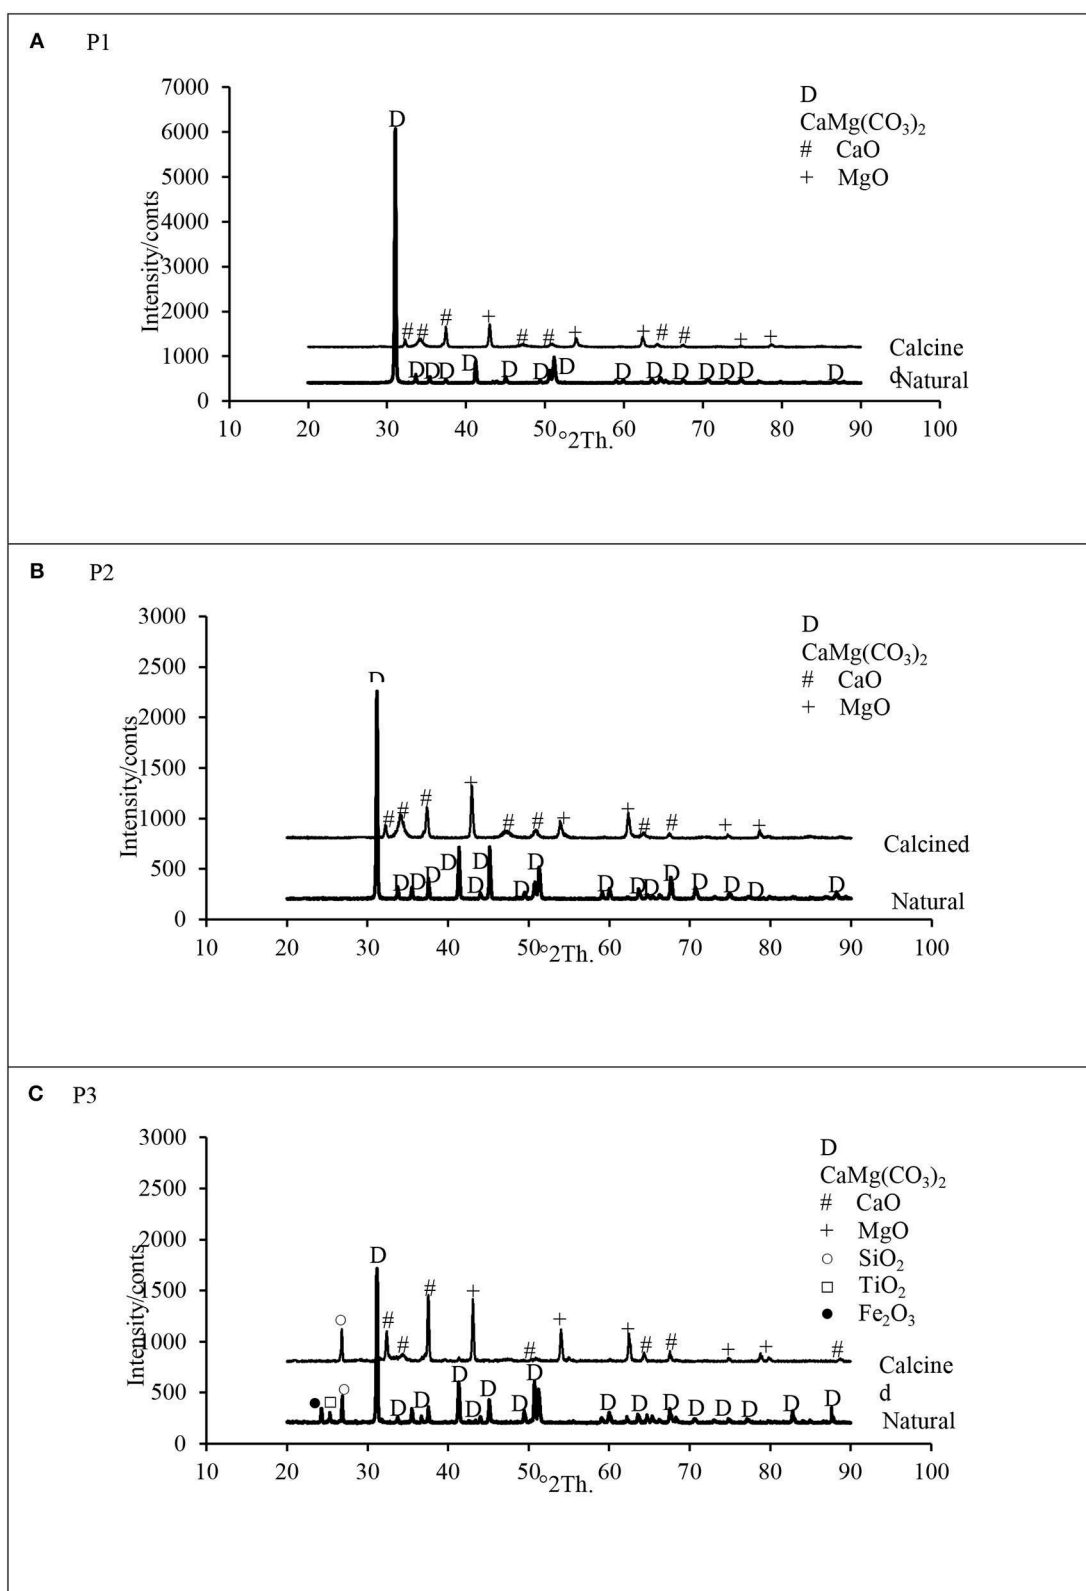 A P1
7000
6000
5000
4000
3000
2000
1000
0
Intensity/conts
10 20 30 40 50 60 70 80 90 100
°2Th.
D
CaMg(CO₃)₂
# CaO
+ MgO
D
# # # + # # + + # # + +
D D D D D D D D D D D D D D D
Calcine
d
Natural
B P2
3000
2500
2000
1500
1000
500
0
Intensity/conts
10 20 30 40 50 60 70 80 90 100
°2Th.
D
CaMg(CO₃)₂
# CaO
+ MgO
D
# # # + # # + + # # + +
D D D D D D D D D D D D D D D D D
Calcined
Natural
C P3
3000
2500
2000
1500
1000
500
0
Intensity/conts
10 20 30 40 50 60 70 80 90 100
°2Th.
D
CaMg(CO₃)₂
# CaO
+ MgO
○ SiO₂
□ TiO₂
● Fe₂O₃
D
○ # # # + # + + # # + + #
● □ ○ D D D D D D D D D D D D D D D D
Calcine
d
Natural